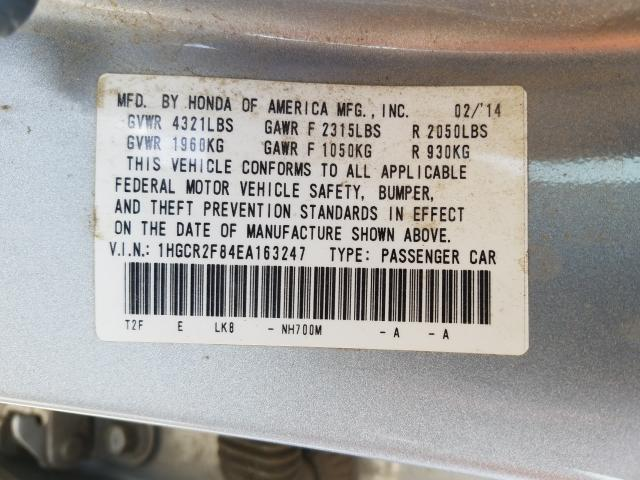 MFD. BY HONDA OF AMERICA MFG., INC. 02/'14
GVWR 4321LBS GAWR F 2315LBS R 2050LBS
GVWR 1960KG GAWR F 1050KG R 930KG
THIS VEHICLE CONFORMS TO ALL APPLICABLE
FEDERAL MOTOR VEHICLE SAFETY, BUMPER,
AND THEFT PREVENTION STANDARDS IN EFFECT
ON THE DATE OF MANUFACTURE SHOWN ABOVE.
V.I.N.: 1HGCR2F84EA163247 TYPE: PASSENGER CAR
T2F E LK8 - NH700M - A - A